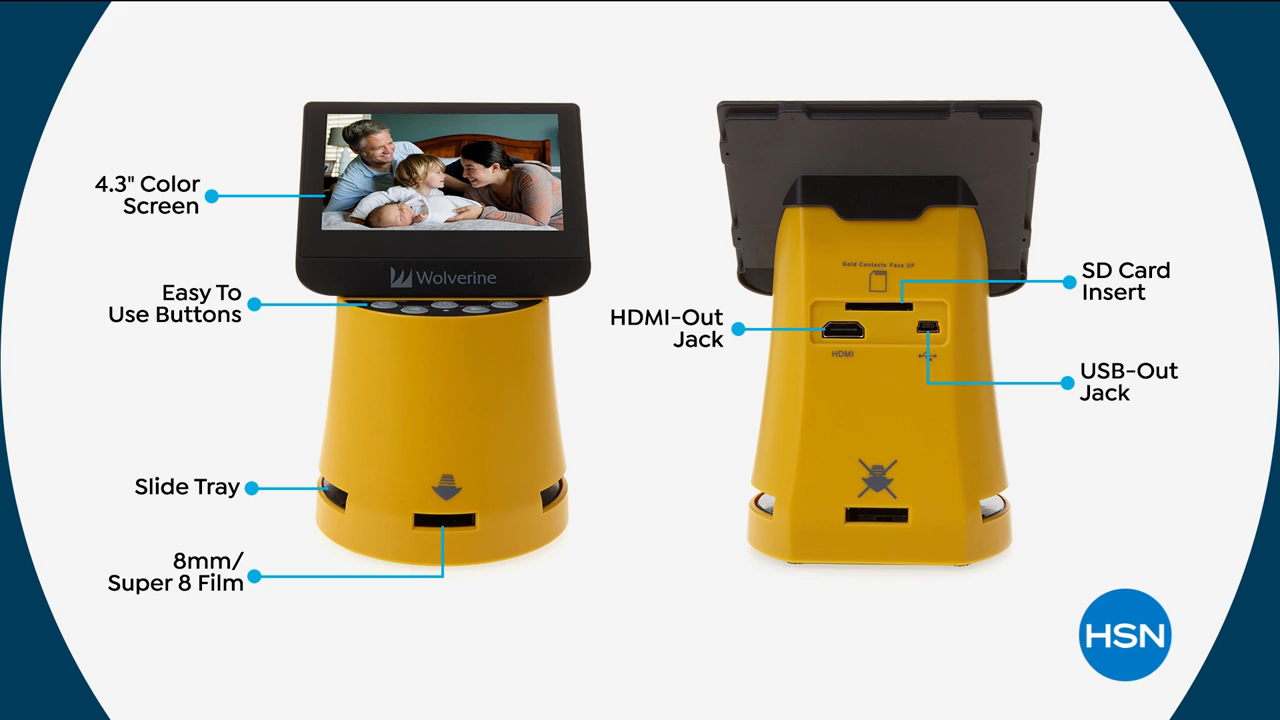 4.3" Color
Screen
Wolverine
Easy To
Use Buttons
Slide Tray
8mm/
Super 8 Film
Gold Contacts Face UP
SD Card
Insert
HDMI-Out
Jack
HDMI
USB-Out
Jack
HSN